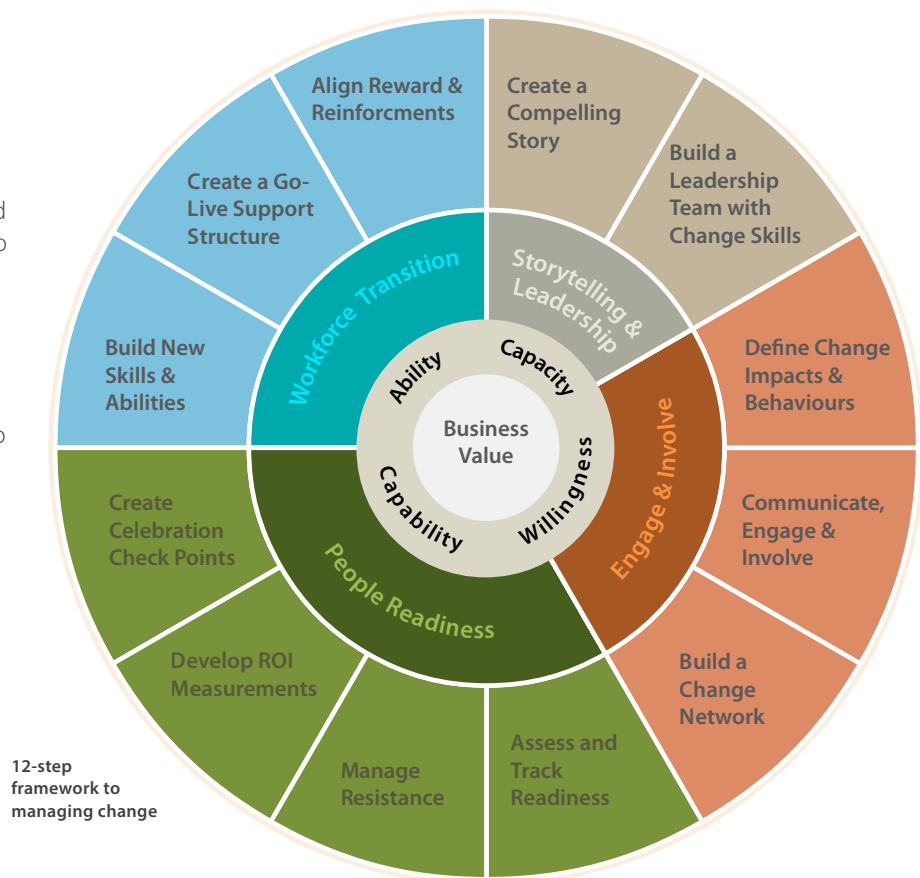 Align Reward &
Reinforcments
Create a
Compelling
Story
Build a
Leadership
Team with
Change Skills
Define Change
Impacts &
Behaviours
Communicate,
Engage &
Involve
Build a
Change
Network
Assess and
Track
Readiness
Manage
Resistance
Develop ROI
Measurements
Create
Celebration
Check Points
Build New
Skills &
Abilities
Create a Go-
Live Support
Structure
Workforce Transition
Storytelling &
Leadership
Engage & Involve
People Readiness
Ability
Capacity
Willingness
Capability
Business
Value
12-step
framework to
managing change